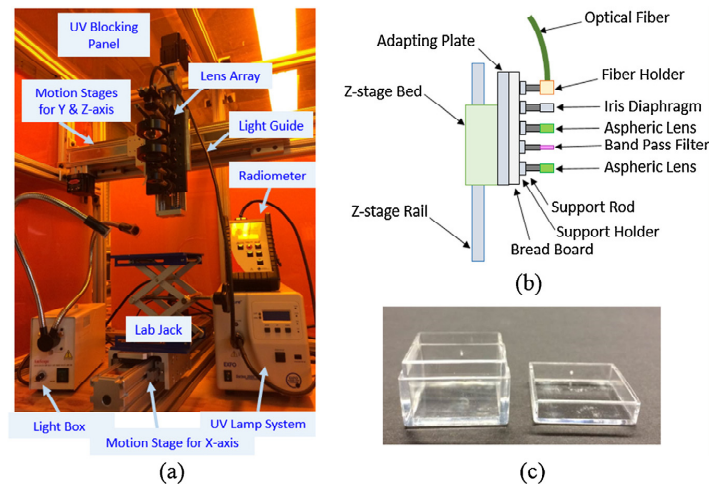 UV Blocking
Panel
Lens Array
Motion Stages
for Y & Z-axis
Light Guide
Radiometer
Lab Jack
EXFO
Light Box
UV Lamp System
Motion Stage for X-axis
(a)
Optical Fiber
Adapting Plate
Fiber Holder
Z-stage Bed
Iris Diaphragm
Aspheric Lens
Band Pass Filter
Aspheric Lens
Z-stage Rail
Support Rod
Support Holder
Bread Board
(b)
(c)